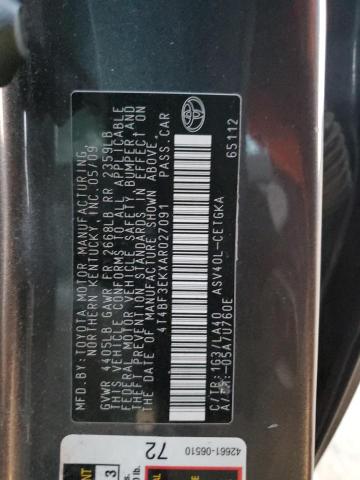 MFD. BY: TOYOTA MOTOR MANUFACTURING,
NORTHERN KENTUCKY, INC. 05/09
GVWR 4405LB GAWR FR 2668LB RR 2359LB
THIS VEHICLE CONFORMS TO ALL APPLICABLE
FEDERAL MOTOR VEHICLE SAFETY, BUMPER AND
THEFT PREVENTION STANDARDS IN EFFECT ON
THE DATE OF MANUFACTURE SHOWN ABOVE.
4T4BF3EKXAR027091 PASS.CAR
C/TR:1G3/LA40 ASV40L-CETGKA
A/TM:-05A/U760E
65112
TOYOTA
42661-06510
72